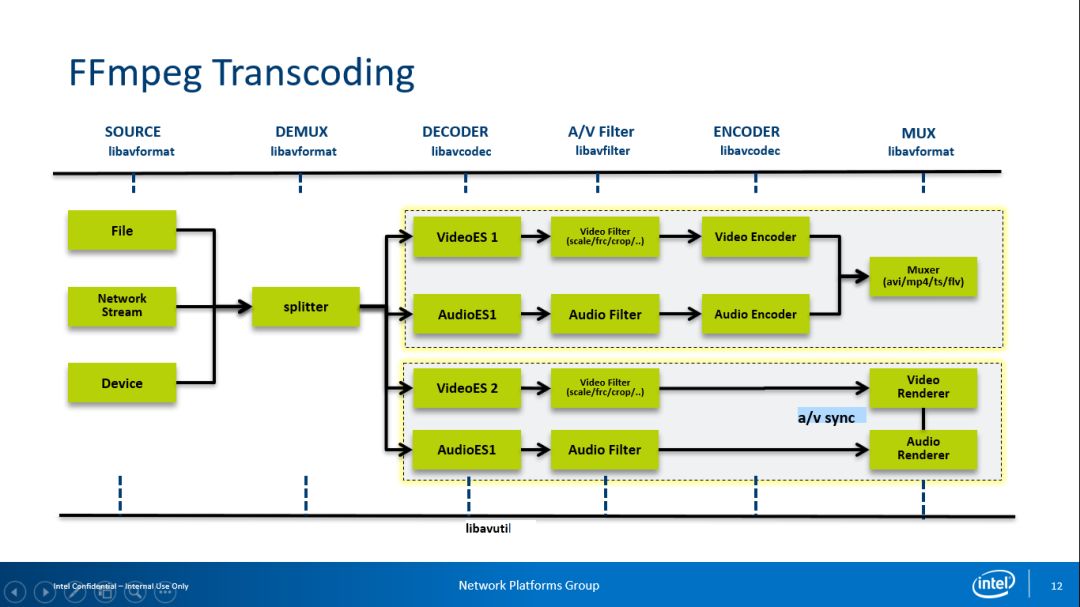 FFmpeg Transcoding
SOURCE
libavformat
DEMUX
libavformat
DECODER
libavcodec
A/V Filter
libavfilter
ENCODER
libavcodec
MUX
libavformat
File
Network
Stream
Device
splitter
VideoES 1
Video Filter
(scale/frc/crop/..)
Video Encoder
AudioES1
Audio Filter
Audio Encoder
Muxer
(avi/mp4/ts/flv)
VideoES 2
Video Filter
(scale/frc/crop/..)
Video
Renderer
a/v sync
AudioES1
Audio Filter
Audio
Renderer
libavutil
Intel Confidential – Internal Use Only
Network Platforms Group
intel
12